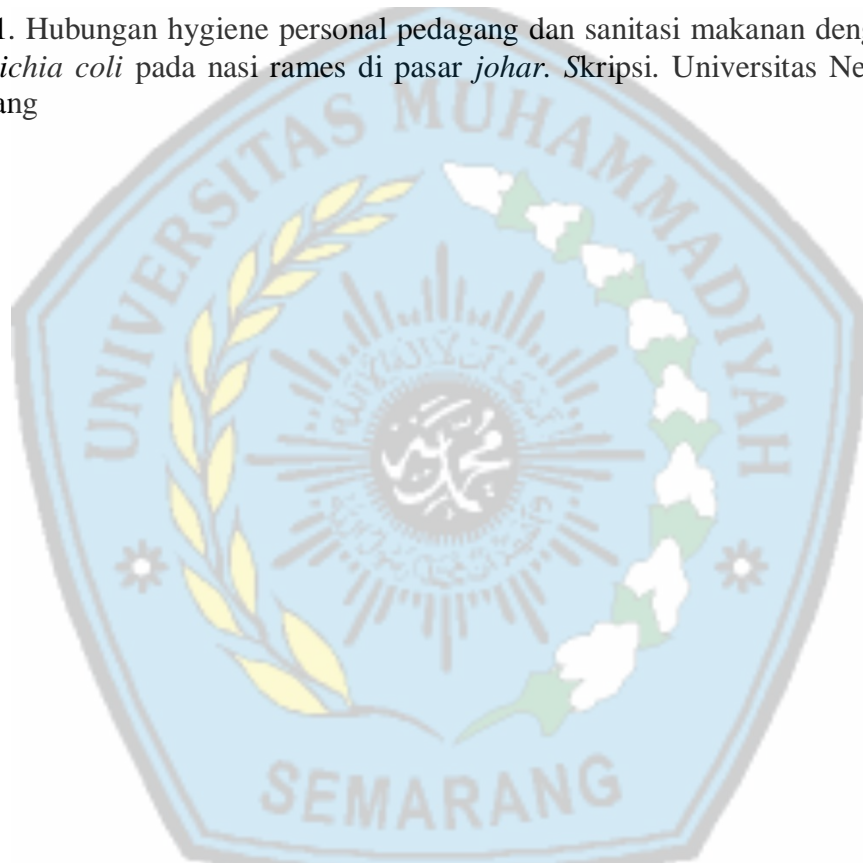 1. Hubungan hygiene personal pedagang dan sanitasi makanan deng
ichia coli pada nasi rames di pasar johar. Skripsi. Universitas Ne
ang
UNIVERSITAS MUHAMMADIYAH
SEMARANG